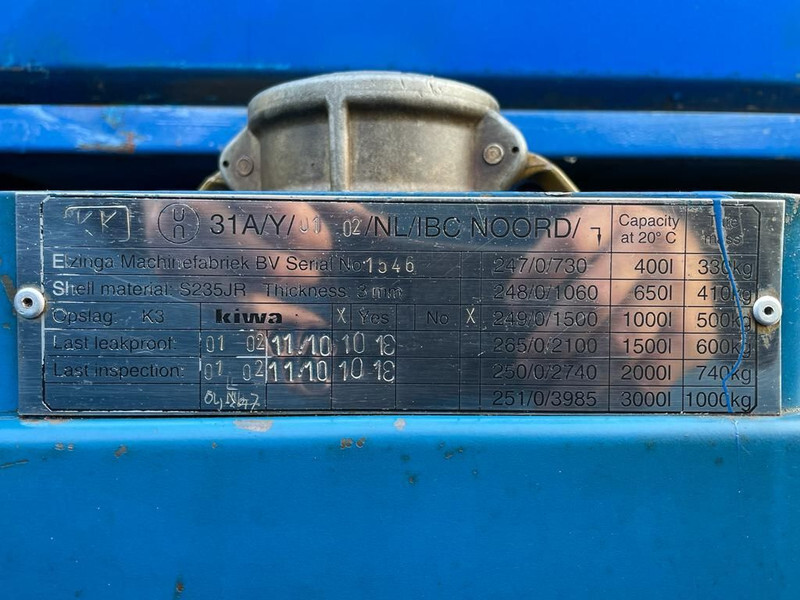 KK UN 31A/Y/01 02/NL/IBC NOORD/ Capacity at 20° C
Elzinga Machinefabriek BV Serial No 1546 247/0/730 400l 330kg
Shell material: S235JR Thickness 3mm 248/0/1060 650l 410kg
Opslag: K3 kiwa X Yes No X 249/0/1500 1000l 500kg
Last leakproof: 01 02 11.10 10 18 265/0/2100 1500l 600kg
Last inspection: 01 02 11.10 10 18 250/0/2740 2000l 740kg
251/0/3985 3000l 1000kg